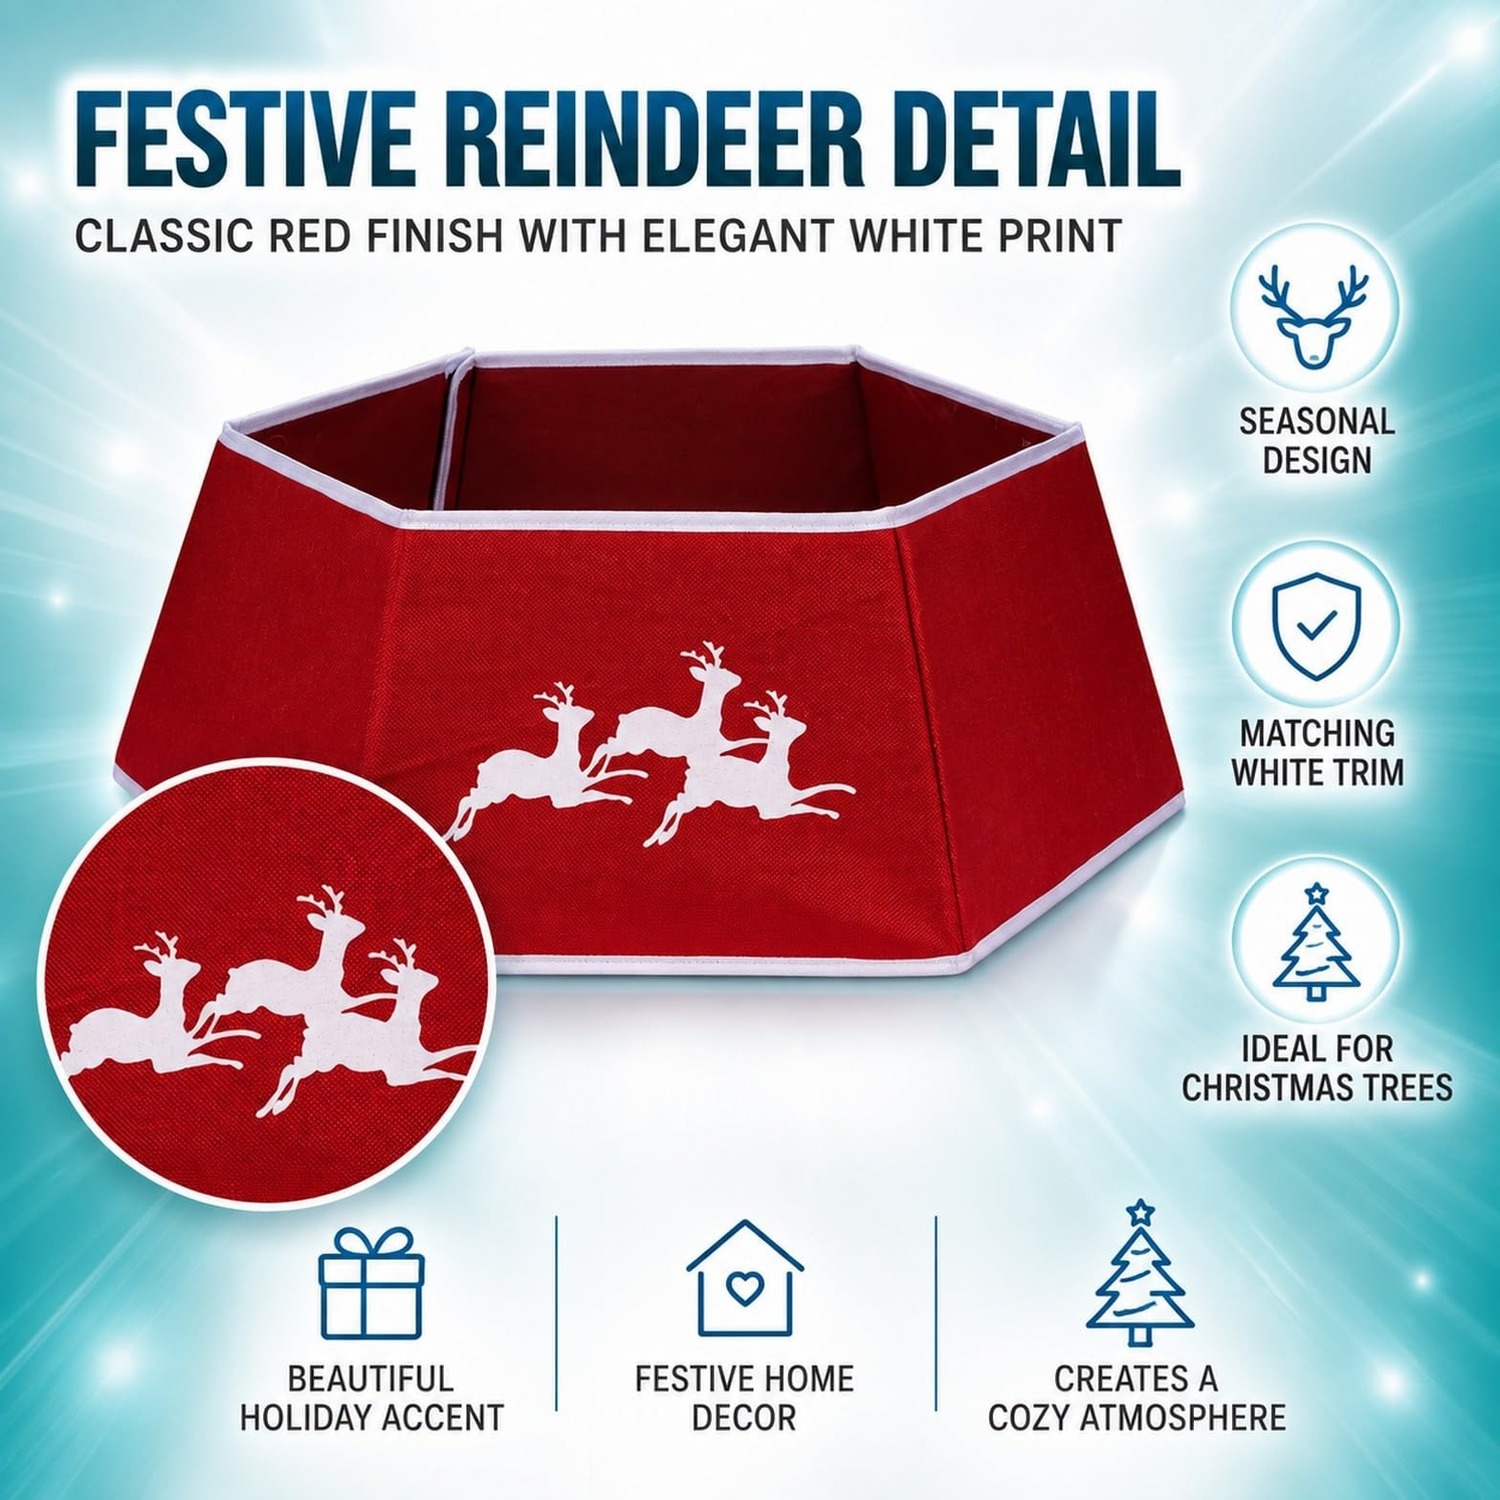 FESTIVE REINDEER DETAIL
CLASSIC RED FINISH WITH ELEGANT WHITE PRINT
SEASONAL
DESIGN
MATCHING
WHITE TRIM
IDEAL FOR
CHRISTMAS TREES
BEAUTIFUL
HOLIDAY ACCENT
FESTIVE HOME
DECOR
CREATES A
COZY ATMOSPHERE